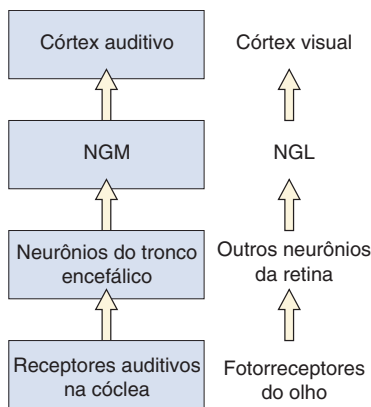 Córtex auditivo
Córtex visual
NGM
NGL
Neurônios do tronco
encefálico
Outros neurônios
da retina
Receptores auditivos
na cóclea
Fotorreceptores
do olho